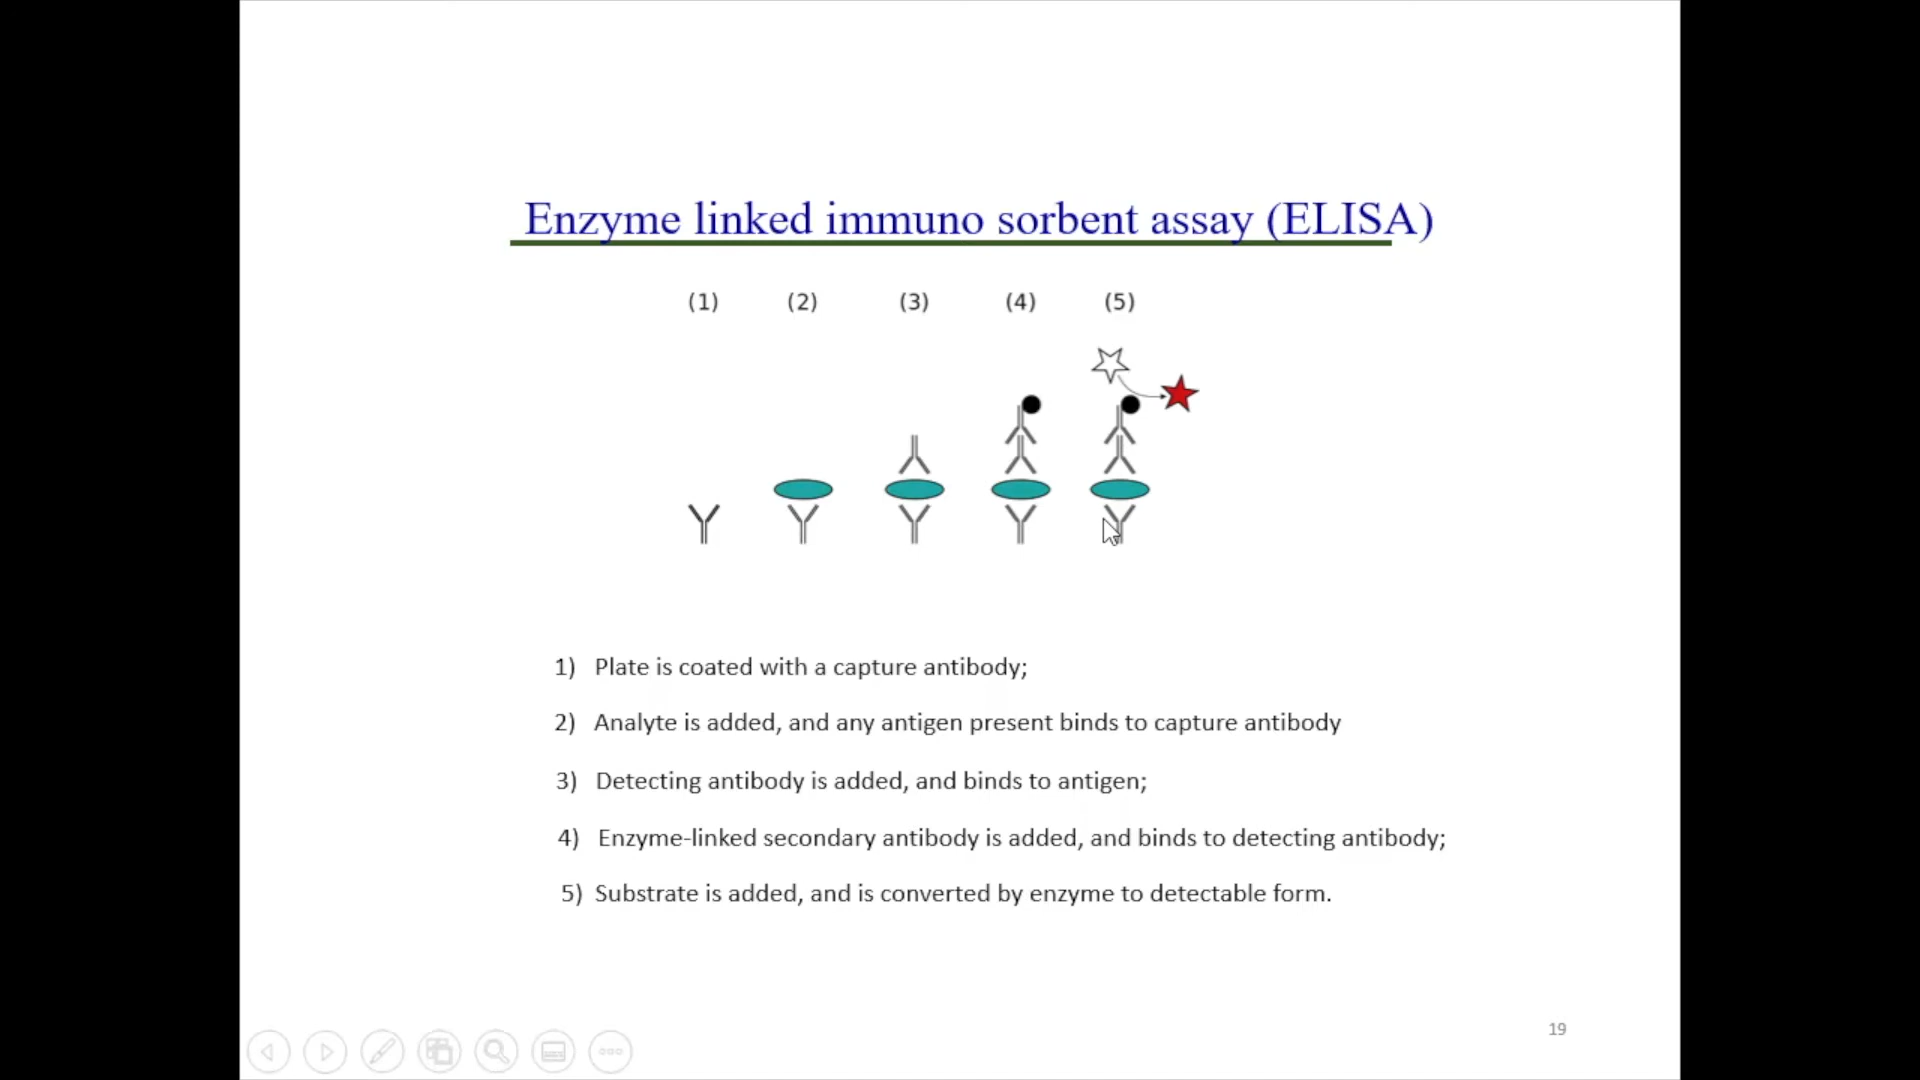 Enzyme linked immuno sorbent assay (ELISA)
(1) (2) (3) (4) (5)
1) Plate is coated with a capture antibody;
2) Analyte is added, and any antigen present binds to capture antibody
3) Detecting antibody is added, and binds to antigen;
4) Enzyme-linked secondary antibody is added, and binds to detecting antibody;
5) Substrate is added, and is converted by enzyme to detectable form.
19